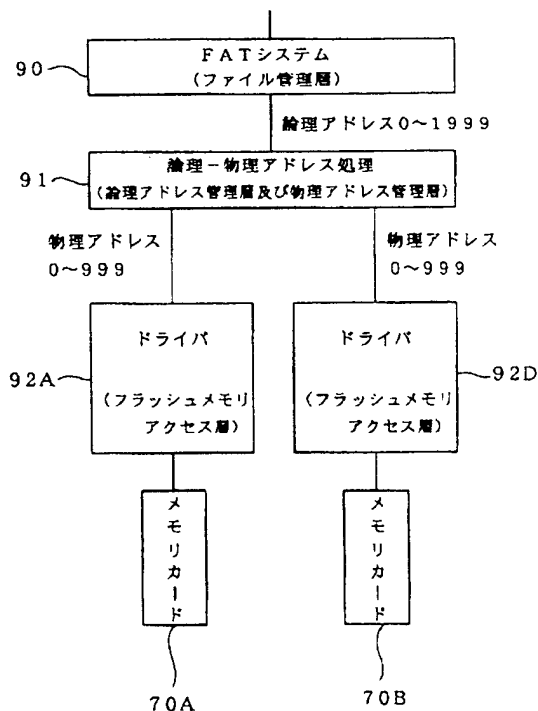 90
FATシステム
(ファイル管理層)
論理アドレス0~1999
91
論理-物理アドレス処理
(論理アドレス管理層及び物理アドレス管理層)
物理アドレス
0~999
物理アドレス
0~999
92A
ドライバ
(フラッシュメモリ
アクセス層)
ドライバ
(フラッシュメモリ
アクセス層)
92D
メモリカード
メモリカード
70A
70B